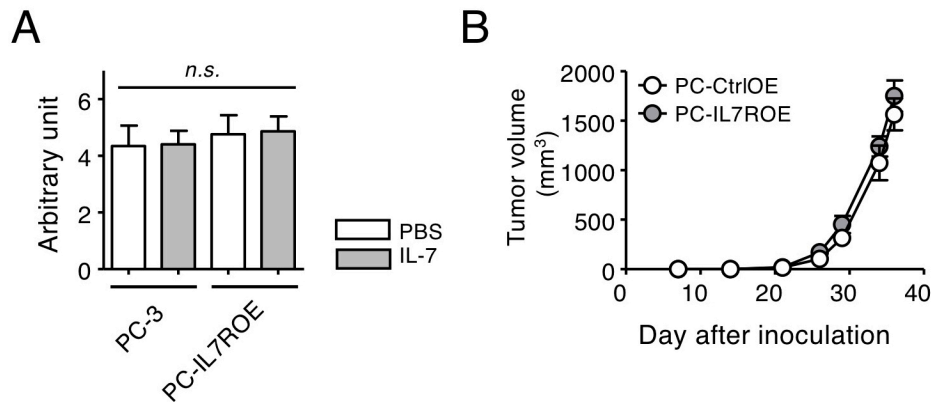 A
n.s.
Arbitrary unit
6
4
2
0
PC-3
PC-IL7ROE
PBS
IL-7
B
Tumor volume
(mm³)
2000
1500
1000
500
0
PC-CtrlOE
PC-IL7ROE
0
10
20
30
40
Day after inoculation